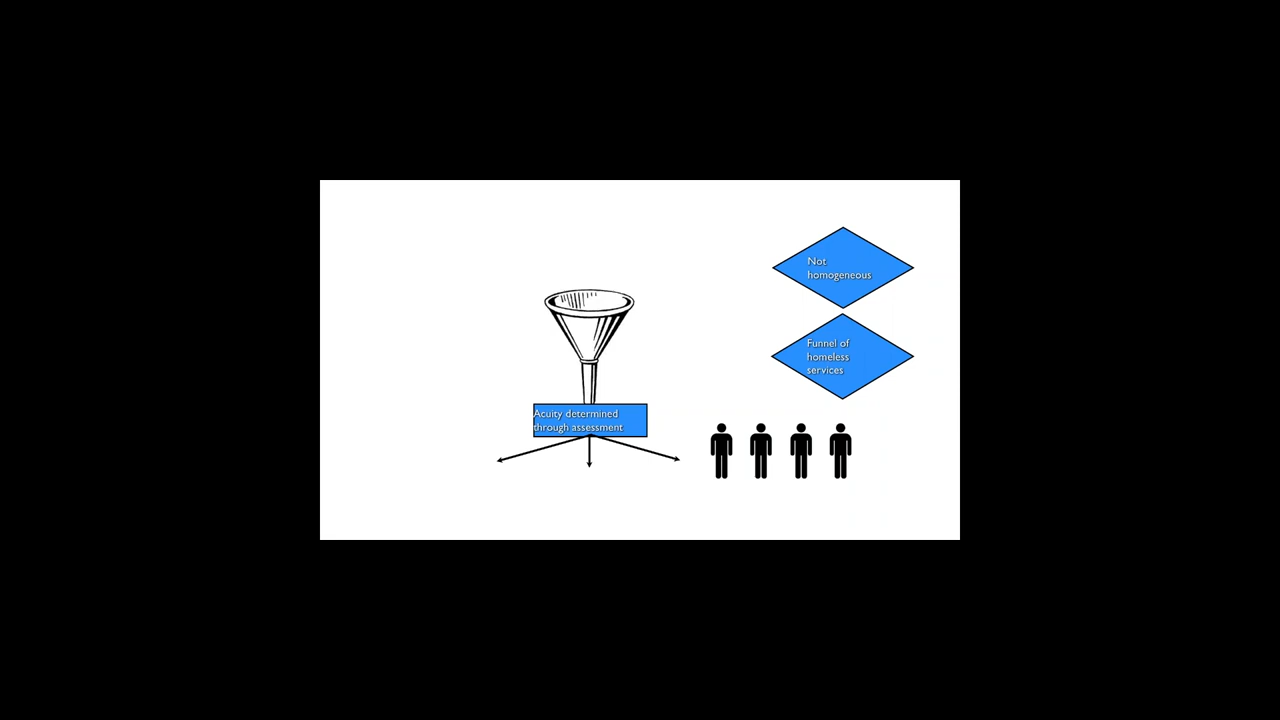 Not
homogeneous
Funnel of
homeless
services
Acuity determined
through assessment